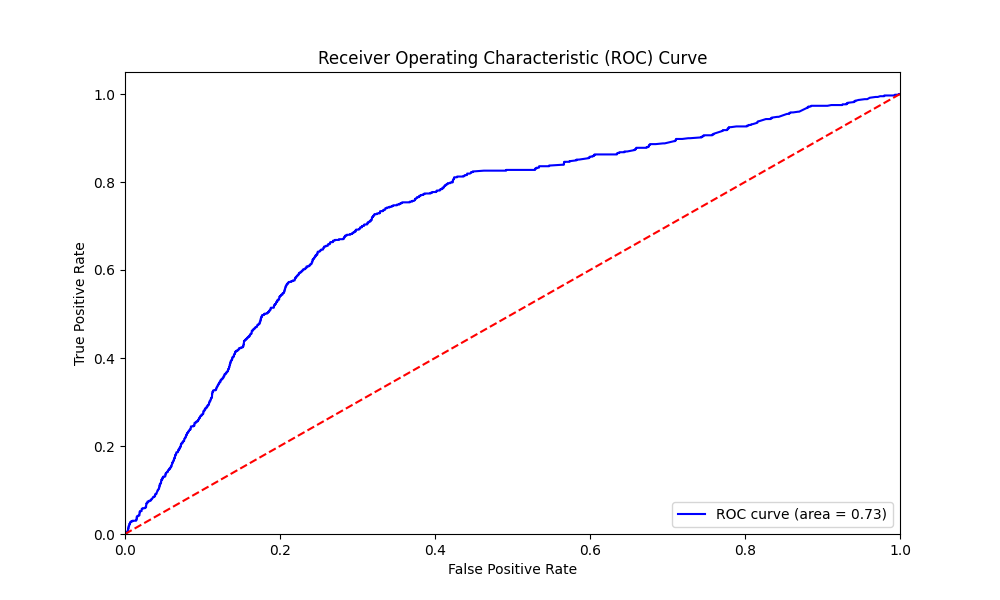 Receiver Operating Characteristic (ROC) Curve
1.0
0.8
0.6
0.4
0.2
0.0
True Positive Rate
0.0 0.2 0.4 0.6 0.8 1.0
False Positive Rate
ROC curve (area = 0.73)